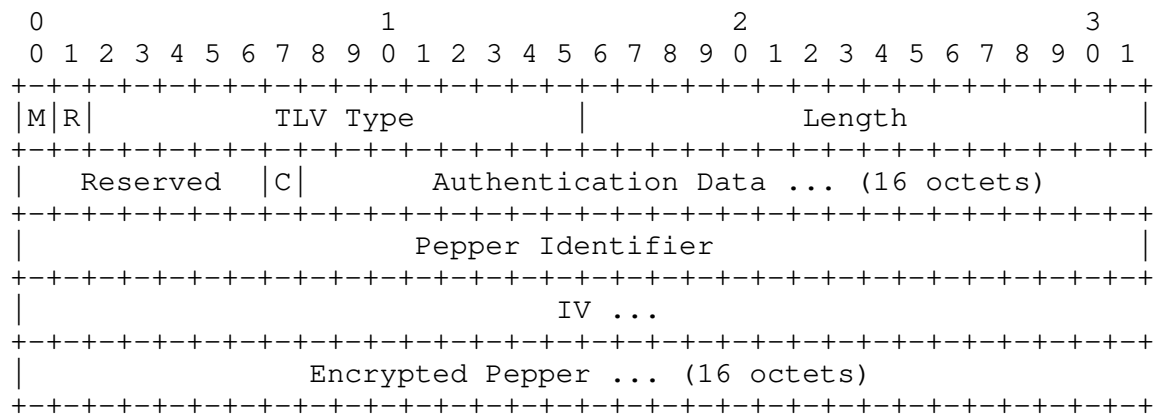 0                   1                   2                   3
 0 1 2 3 4 5 6 7 8 9 0 1 2 3 4 5 6 7 8 9 0 1 2 3 4 5 6 7 8 9 0 1
+-+-+-+-+-+-+-+-+-+-+-+-+-+-+-+-+-+-+-+-+-+-+-+-+-+-+-+-+-+-+-+-+
|M|R|          TLV Type         |            Length             |
+-+-+-+-+-+-+-+-+-+-+-+-+-+-+-+-+-+-+-+-+-+-+-+-+-+-+-+-+-+-+-+-+
|   Reserved  |C|       Authentication Data ... (16 octets)
+-+-+-+-+-+-+-+-+-+-+-+-+-+-+-+-+-+-+-+-+-+-+-+-+-+-+-+-+-+-+-+-+
|                      Pepper Identifier                        |
+-+-+-+-+-+-+-+-+-+-+-+-+-+-+-+-+-+-+-+-+-+-+-+-+-+-+-+-+-+-+-+-+
|                              IV ...
+-+-+-+-+-+-+-+-+-+-+-+-+-+-+-+-+-+-+-+-+-+-+-+-+-+-+-+-+-+-+-+-+
|                Encrypted Pepper ... (16 octets)
+-+-+-+-+-+-+-+-+-+-+-+-+-+-+-+-+-+-+-+-+-+-+-+-+-+-+-+-+-+-+-+-+